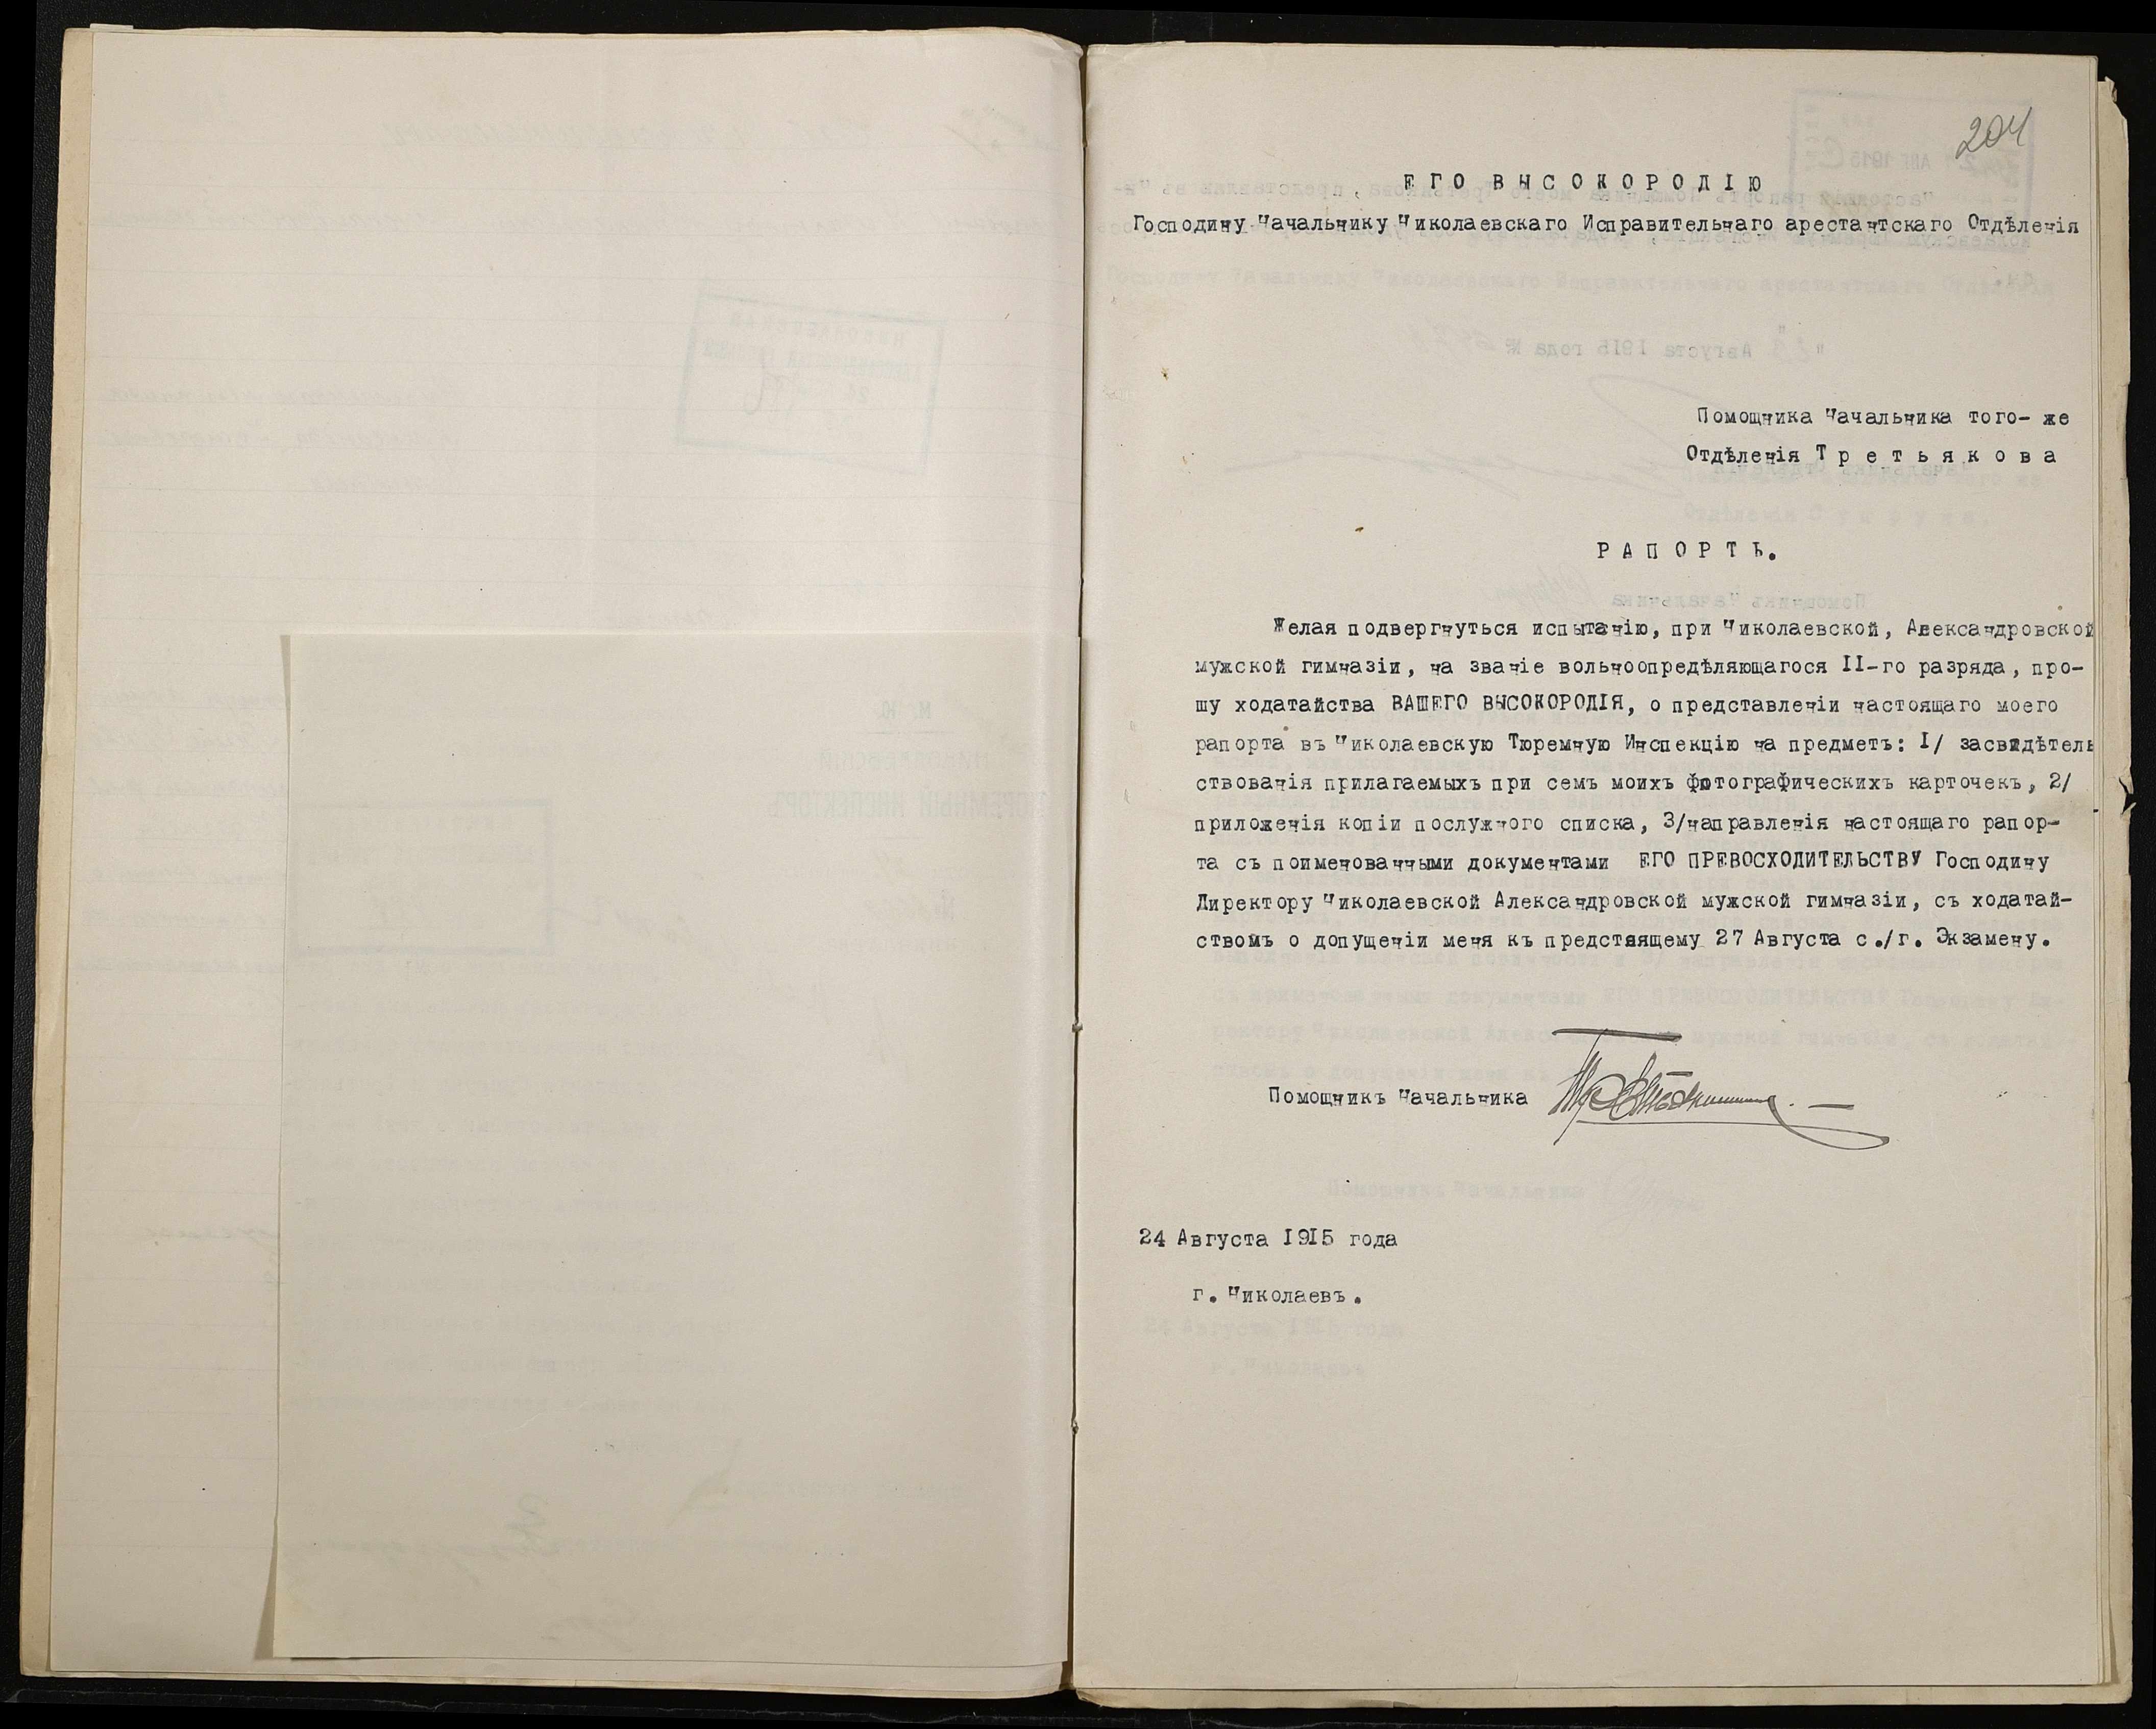 204
ЕГО ВЫСОКОРОДІЮ
Господину Начальнику Николаевскаго Исправительнаго арестантскаго Отдѣленія
Помощника Начальника того- же
Отдѣленія Третьякова
РАПОРТЪ.
Желая подвергнуться испытанію, при Николаевской, Александровской
мужской гимназіи, на званіе вольноопредѣляющагося II-го разряда, про-
шу ходатайства ВАШЕГО ВЫСОКОРОДІЯ, о представленіи настоящаго моего
рапорта въ Николаевскую Тюремную Инспекцію на предметъ: I/ засвидѣтель
ствованія прилагаемыхъ при семъ моихъ фотографическихъ карточекъ, 2/
приложенія копіи послужного списка, 3/направленія настоящаго рапор-
та съ поименованными документами ЕГО ПРЕВОСХОДИТЕЛЬСТВУ Господину
Директору Николаевской Александровской мужской гимназіи, съ ходатай-
ствомъ о допущеніи меня къ предстяящему 27 Августа с./г. Экзамену.
Помощникъ Начальника
24 Августа 1915 года
г. Николаевъ.